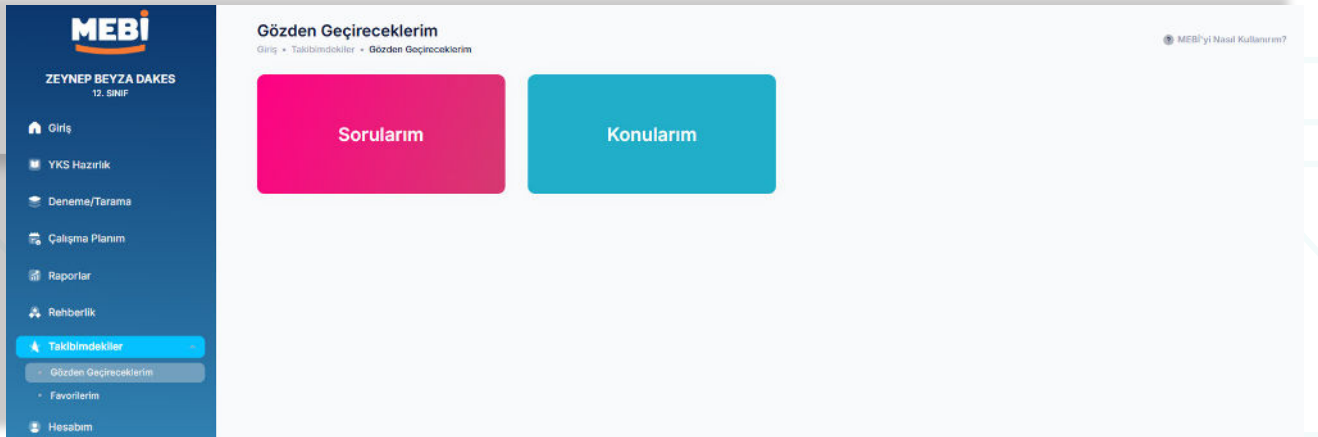 MEBİ
ZEYNEP BEYZA DAKES
12. SINIF
Giriş
YKS Hazırlık
Deneme/Tarama
Çalışma Planım
Raporlar
Rehberlik
Takibimdekiler
Gözden Geçireceklerim
Favorilerim
Hesabım
Gözden Geçireceklerim
Giriş • Takibimdekiler • Gözden Geçireceklerim
MEBİ'yi Nasıl Kullanırım?
Sorularım
Konularım